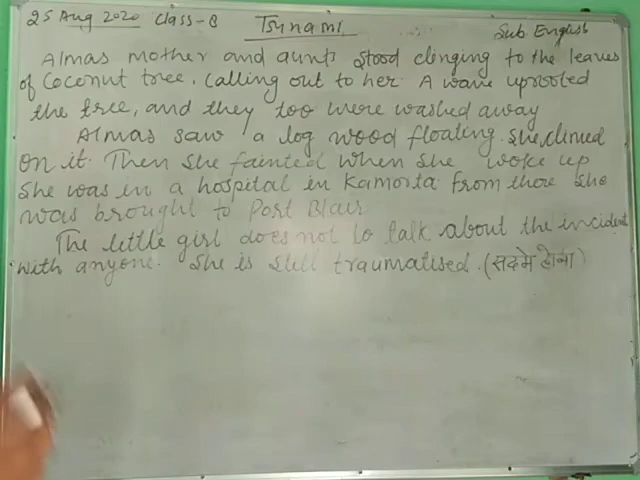 25 Aug 2020 Class-8 Tsunami Sub English
Almas mother and aunts stood clinging to the leaves
of Coconut tree. Calling out to her. A wave uprooted
the tree, and they too were washed away
Almas saw a log wood floating. She climed
on it. Then she fainted when she woke up
She was in a hospital in Kamorta from there she
was brought to Port Blair
The little girl does not to talk about the incident
with anyone. She is still traumatised. (सदमे होना)